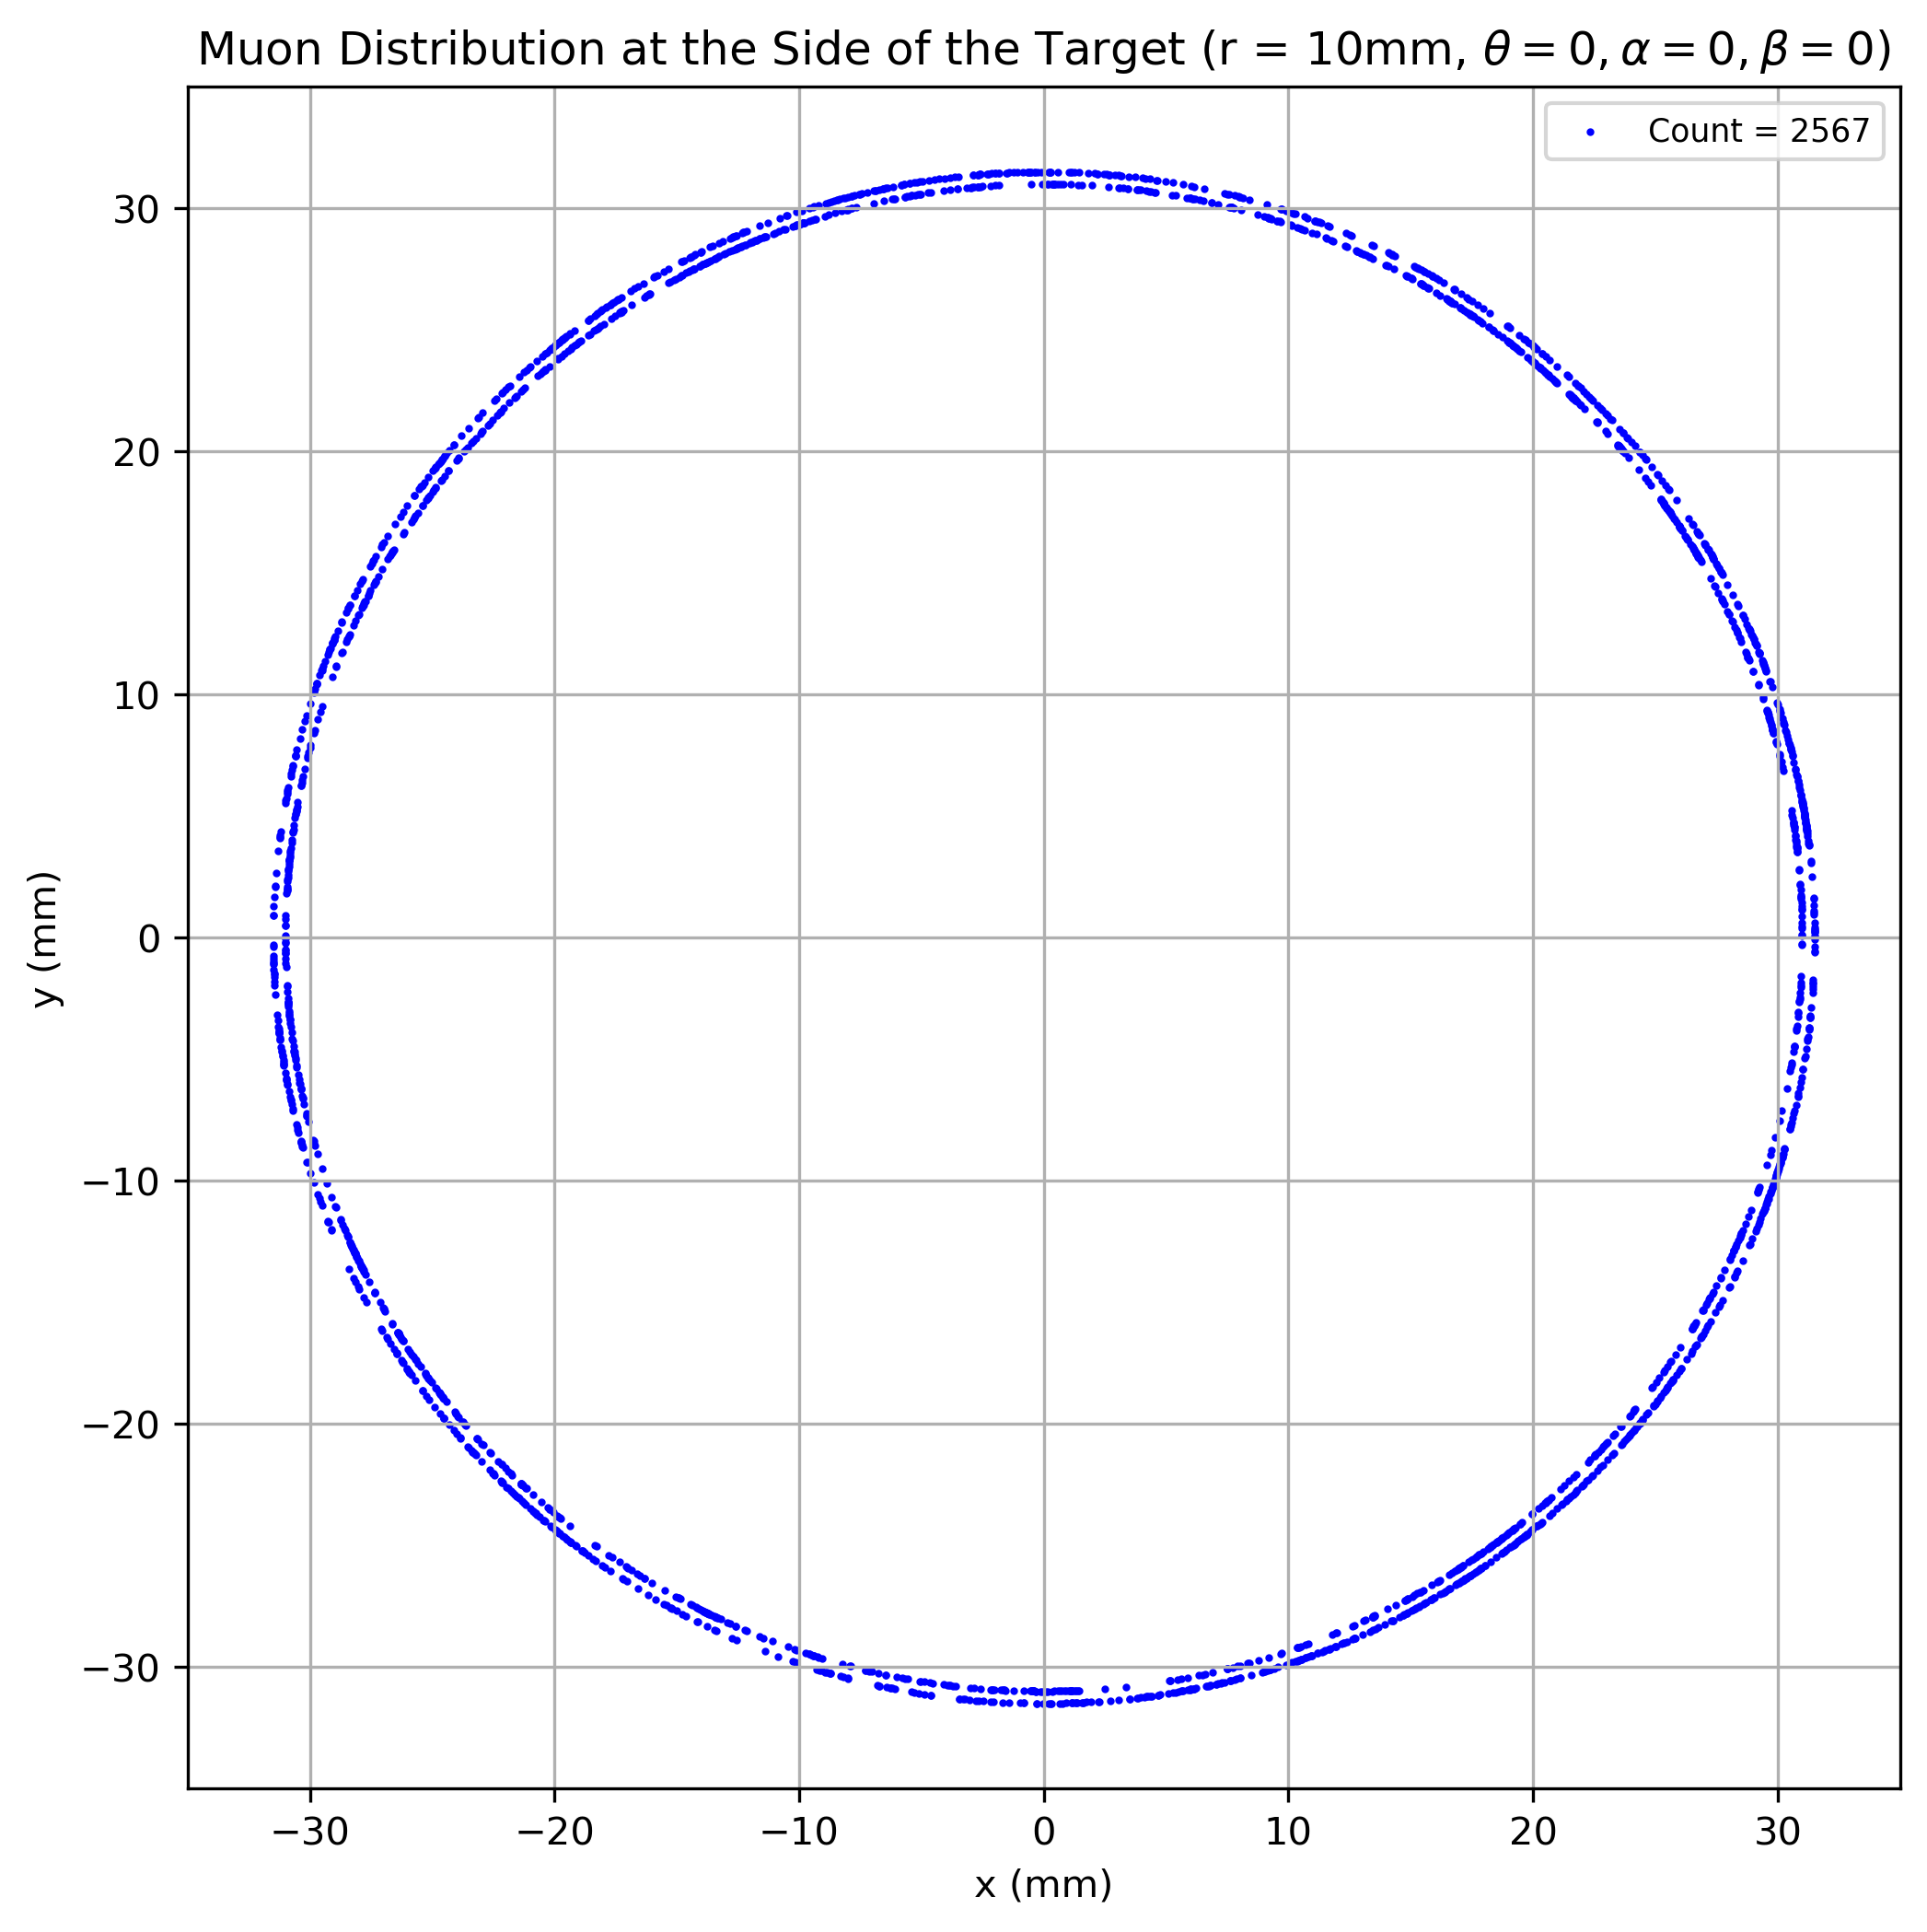 Muon Distribution at the Side of the Target (r = 10mm, θ = 0, α = 0, β = 0)
Count = 2567
30
20
10
0
−10
−20
−30
y (mm)
−30 −20 −10 0 10 20 30
x (mm)